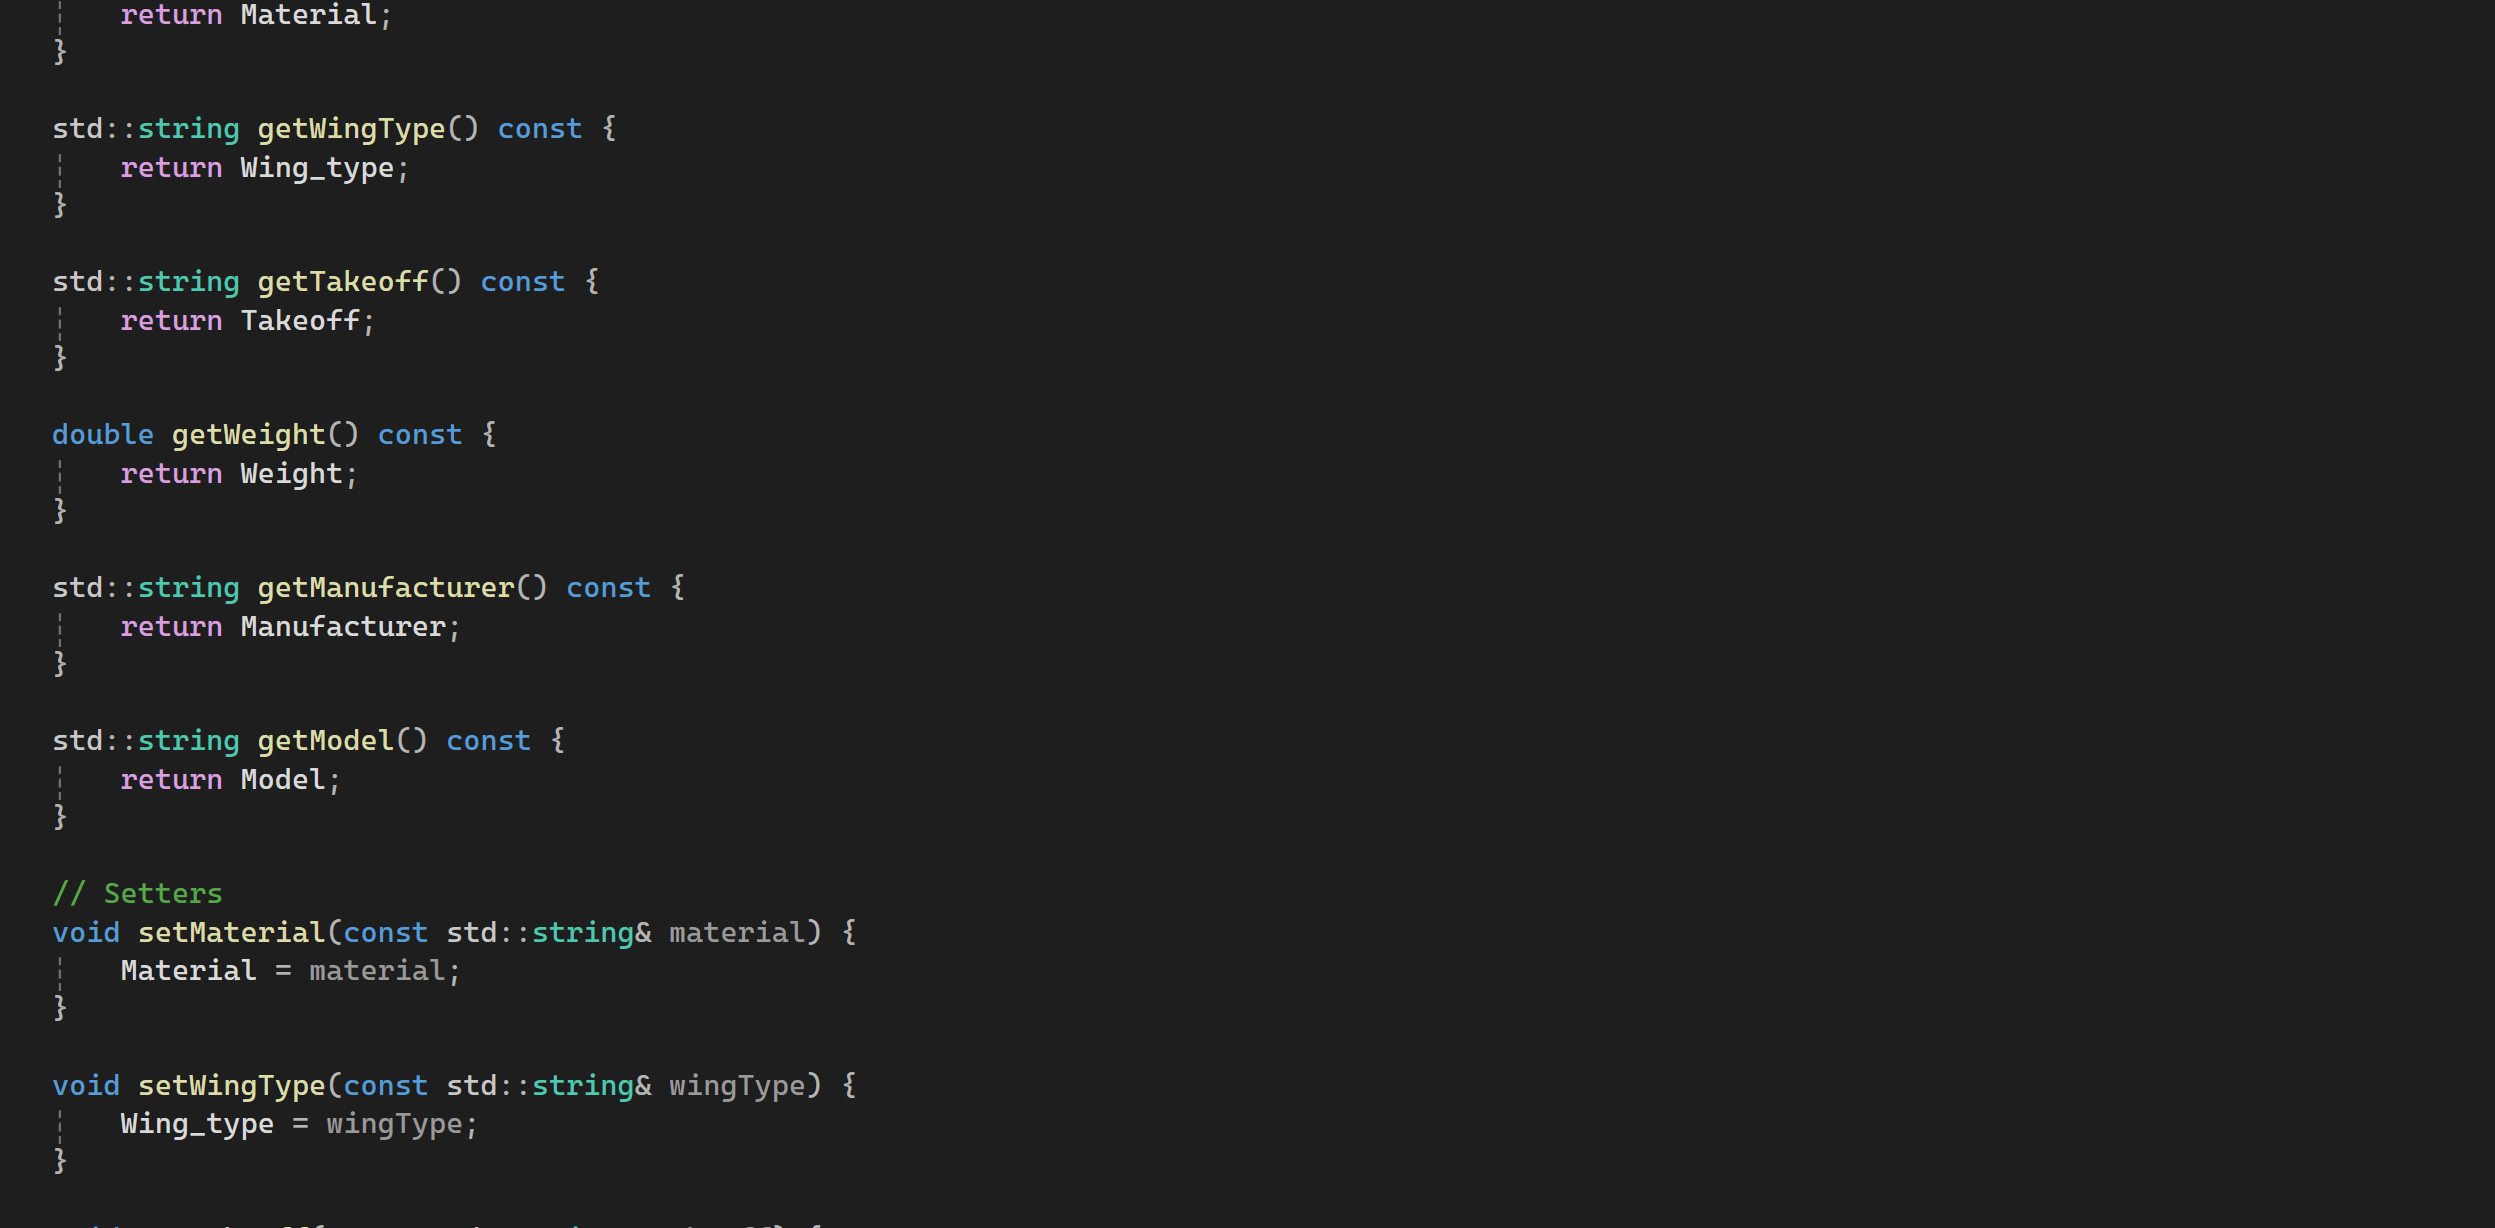 return Material;
}
std::string getWingType() const {
return Wing_type;
}
std::string getTakeoff() const {
return Takeoff;
}
double getWeight() const {
return Weight;
}
std::string getManufacturer() const {
return Manufacturer;
}
std::string getModel() const {
return Model;
}
// Setters
void setMaterial(const std::string& material) {
Material = material;
}
void setWingType(const std::string& wingType) {
Wing_type = wingType;
}